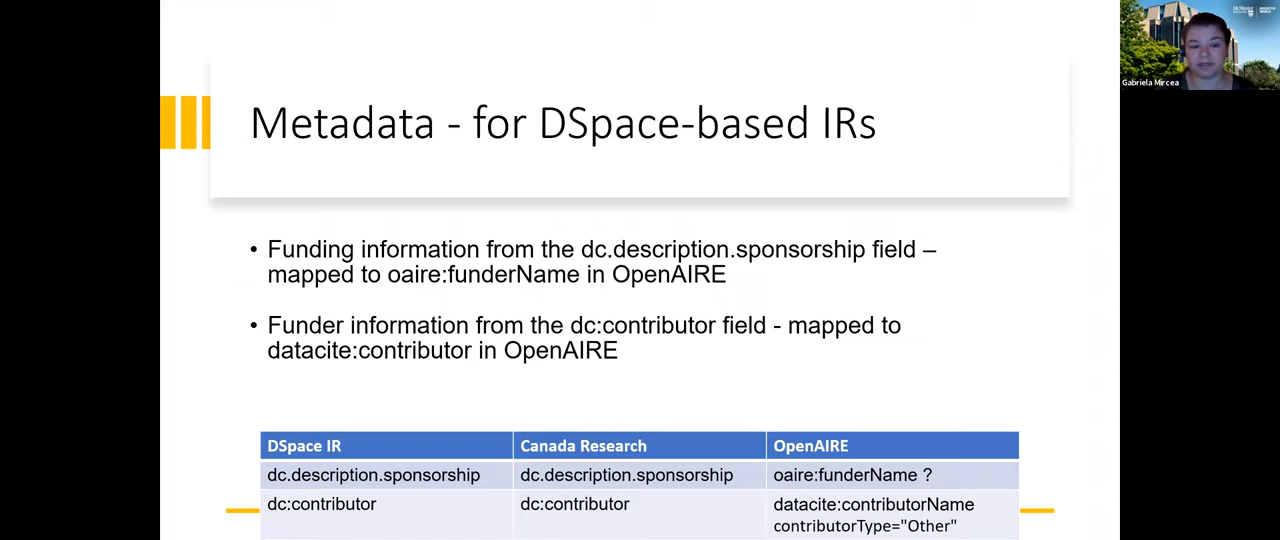 Metadata - for DSpace-based IRs
• Funding information from the dc.description.sponsorship field –
mapped to oaire:funderName in OpenAIRE
• Funder information from the dc:contributor field - mapped to
datacite:contributor in OpenAIRE
DSpace IR Canada Research OpenAIRE
dc.description.sponsorship dc.description.sponsorship oaire:funderName ?
dc:contributor dc:contributor datacite:contributorName
contributorType="Other"
McMaster
Gabriela Mircea